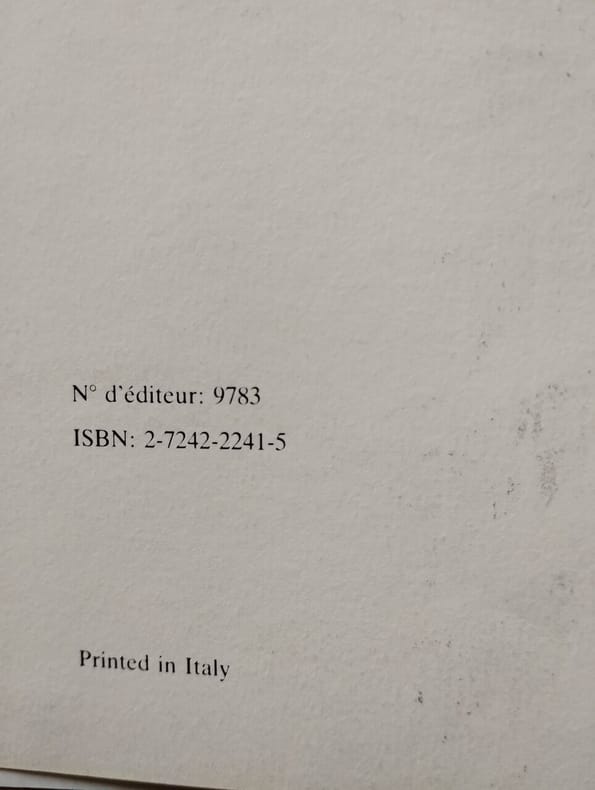 N° d'éditeur: 9783
ISBN: 2-7242-2241-5
Printed in Italy